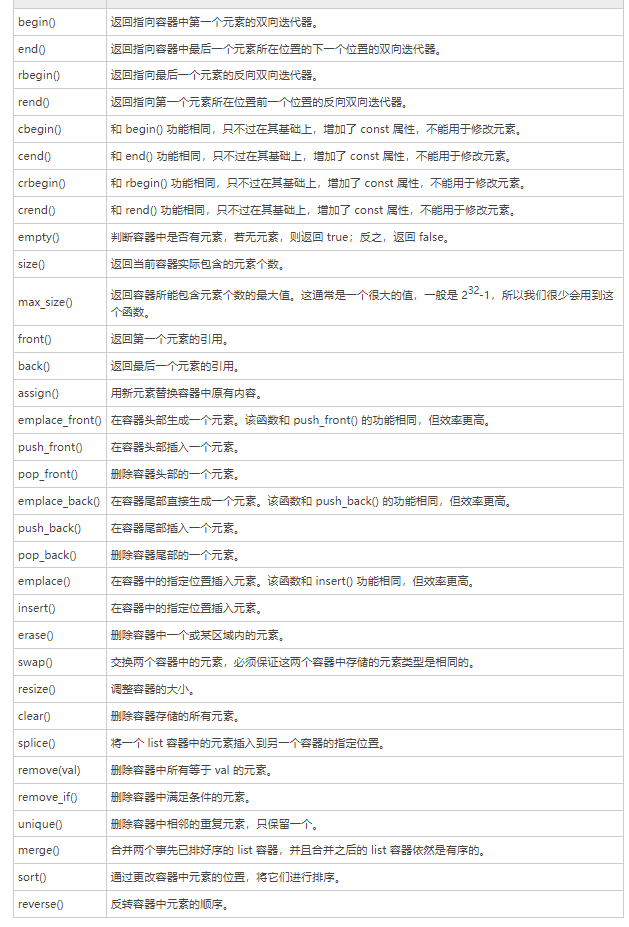 begin() 返回指向容器中第一个元素的双向迭代器。
end() 返回指向容器中最后一个元素所在位置的下一个位置的双向迭代器。
rbegin() 返回指向最后一个元素的反向双向迭代器。
rend() 返回指向第一个元素所在位置前一个位置的反向双向迭代器。
cbegin() 和 begin() 功能相同，只不过在其基础上，增加了 const 属性，不能用于修改元素。
cend() 和 end() 功能相同，只不过在其基础上，增加了 const 属性，不能用于修改元素。
crbegin() 和 rbegin() 功能相同，只不过在其基础上，增加了 const 属性，不能用于修改元素。
crend() 和 rend() 功能相同，只不过在其基础上，增加了 const 属性，不能用于修改元素。
empty() 判断容器中是否有元素，若无元素，则返回 true；反之，返回 false。
size() 返回当前容器实际包含的元素个数。
max_size() 返回容器所能包含元素个数的最大值。这通常是一个很大的值，一般是 2³²-1，所以我们很少会用到这
个函数。
front() 返回第一个元素的引用。
back() 返回最后一个元素的引用。
assign() 用新元素替换容器中原有内容。
emplace_front() 在容器头部生成一个元素。该函数和 push_front() 的功能相同，但效率更高。
push_front() 在容器头部插入一个元素。
pop_front() 删除容器头部的一个元素。
emplace_back() 在容器尾部直接生成一个元素。该函数和 push_back() 的功能相同，但效率更高。
push_back() 在容器尾部插入一个元素。
pop_back() 删除容器尾部的一个元素。
emplace() 在容器中的指定位置插入元素。该函数和 insert() 功能相同，但效率更高。
insert() 在容器中的指定位置插入元素。
erase() 删除容器中一个或某区域内的元素。
swap() 交换两个容器中的元素，必须保证这两个容器中存储的元素类型是相同的。
resize() 调整容器的大小。
clear() 删除容器存储的所有元素。
splice() 将一个 list 容器中的元素插入到另一个容器的指定位置。
remove(val) 删除容器中所有等于 val 的元素。
remove_if() 删除容器中满足条件的元素。
unique() 删除容器中相邻的重复元素，只保留一个。
merge() 合并两个事先已排好序的 list 容器，并且合并之后的 list 容器依然是有序的。
sort() 通过更改容器中元素的位置，将它们进行排序。
reverse() 反转容器中元素的顺序。